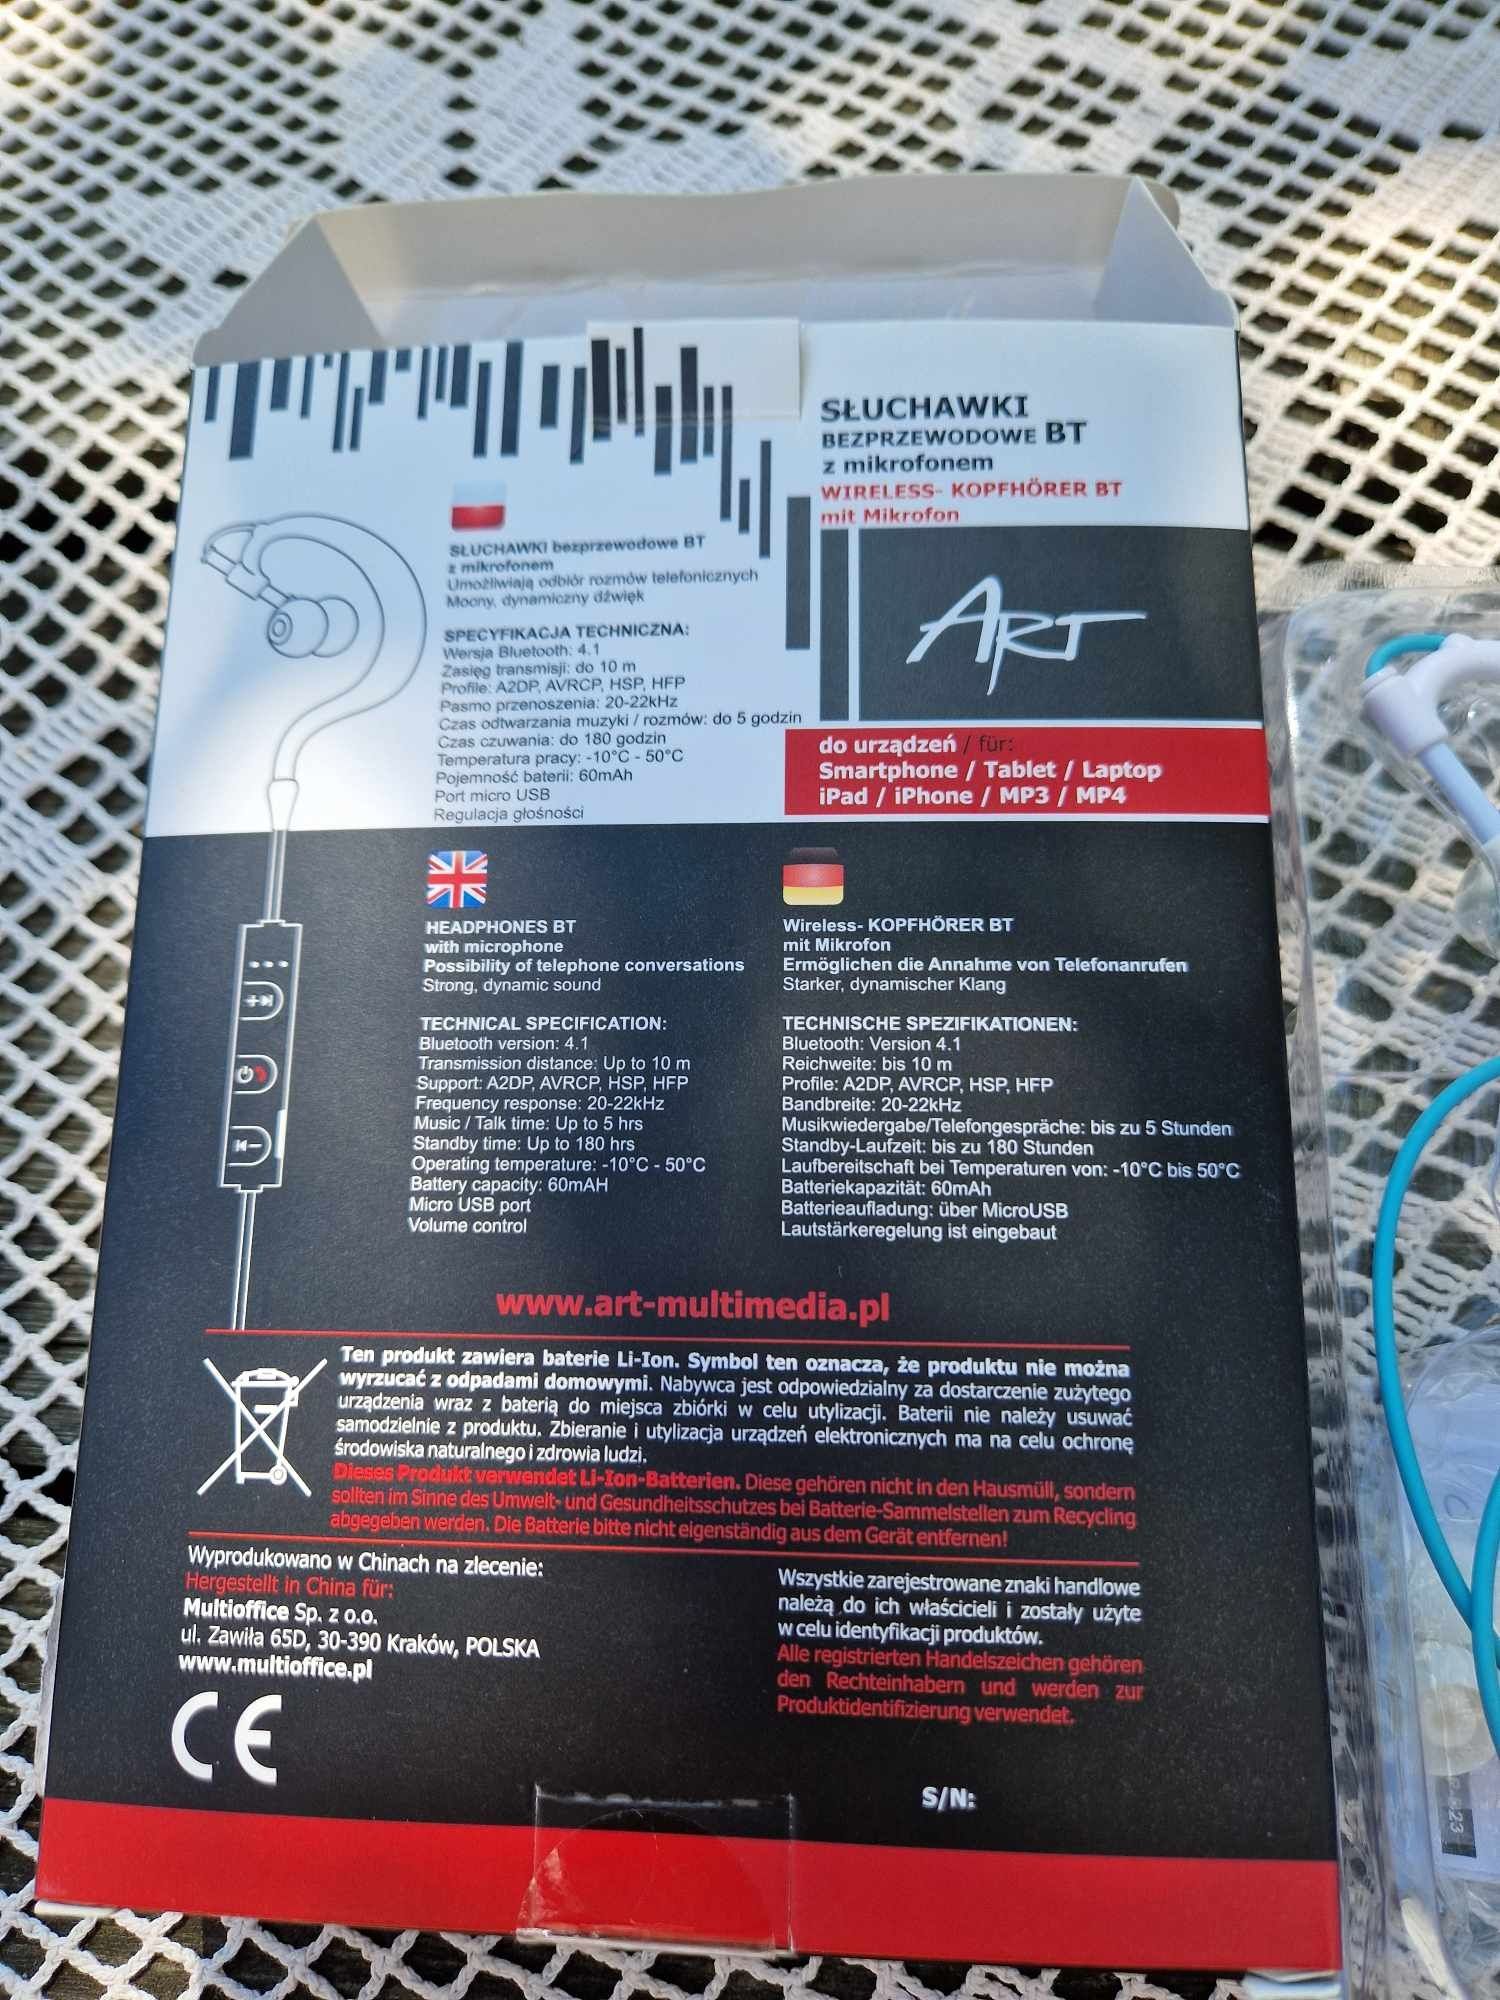 SŁUCHAWKI
BEZPRZEWODOWE BT
z mikrofonem
WIRELESS- KOPFHÖRER BT
mit Mikrofon
ART
do urządzeń / für:
Smartphone / Tablet / Laptop
iPad / iPhone / MP3 / MP4
SŁUCHAWKI bezprzewodowe BT
z mikrofonem
Umożliwiają odbiór rozmów telefonicznych
Mocny, dynamiczny dźwięk
SPECYFIKACJA TECHNICZNA:
Wersja Bluetooth: 4.1
Zasięg transmisji: do 10 m
Profile: A2DP, AVRCP, HSP, HFP
Pasmo przenoszenia: 20-22kHz
Czas odtwarzania muzyki / rozmów: do 5 godzin
Czas czuwania: do 180 godzin
Temperatura pracy: -10°C - 50°C
Pojemność baterii: 60mAh
Port micro USB
Regulacja głośności
HEADPHONES BT
with microphone
Possibility of telephone conversations
Strong, dynamic sound
TECHNICAL SPECIFICATION:
Bluetooth version: 4.1
Transmission distance: Up to 10 m
Support: A2DP, AVRCP, HSP, HFP
Frequency response: 20-22kHz
Music / Talk time: Up to 5 hrs
Standby time: Up to 180 hrs
Operating temperature: -10°C - 50°C
Battery capacity: 60mAH
Micro USB port
Volume control
Wireless- KOPFHÖRER BT
mit Mikrofon
Ermöglichen die Annahme von Telefonanrufen
Starker, dynamischer Klang
TECHNISCHE SPEZIFIKATIONEN:
Bluetooth: Version 4.1
Reichweite: bis 10 m
Profile: A2DP, AVRCP, HSP, HFP
Bandbreite: 20-22kHz
Musikwiedergabe/Telefongespräche: bis zu 5 Stunden
Standby-Laufzeit: bis zu 180 Stunden
Laufbereitschaft bei Temperaturen von: -10°C bis 50°C
Batteriekapazität: 60mAh
Batterieaufladung: über MicroUSB
Lautstärkeregelung ist eingebaut
www.art-multimedia.pl
Ten produkt zawiera baterie Li-Ion. Symbol ten oznacza, że produktu nie można
wyrzucać z odpadami domowymi. Nabywca jest odpowiedzialny za dostarczenie zużytego
urządzenia wraz z baterią do miejsca zbiórki w celu utylizacji. Baterii nie należy usuwać
samodzielnie z produktu. Zbieranie i utylizacja urządzeń elektronicznych ma na celu ochronę
środowiska naturalnego i zdrowia ludzi.
Dieses Produkt verwendet Li-Ion-Batterien. Diese gehören nicht in den Hausmüll, sondern
sollten im Sinne des Umwelt- und Gesundheitsschutzes bei Batterie-Sammelstellen zum Recycling
abgegeben werden. Die Batterie bitte nicht eigenständig aus dem Gerät entfernen!
Wyprodukowano w Chinach na zlecenie:
Hergestellt in China für:
Multioffice Sp. z o.o.
ul. Zawiła 65D, 30-390 Kraków, POLSKA
www.multioffice.pl
CE
Wszystkie zarejestrowane znaki handlowe
należą do ich właścicieli i zostały użyte
w celu identyfikacji produktów.
Alle registrierten Handelszeichen gehören
den Rechteinhabern und werden zur
Produktidentifizierung verwendet.
S/N: